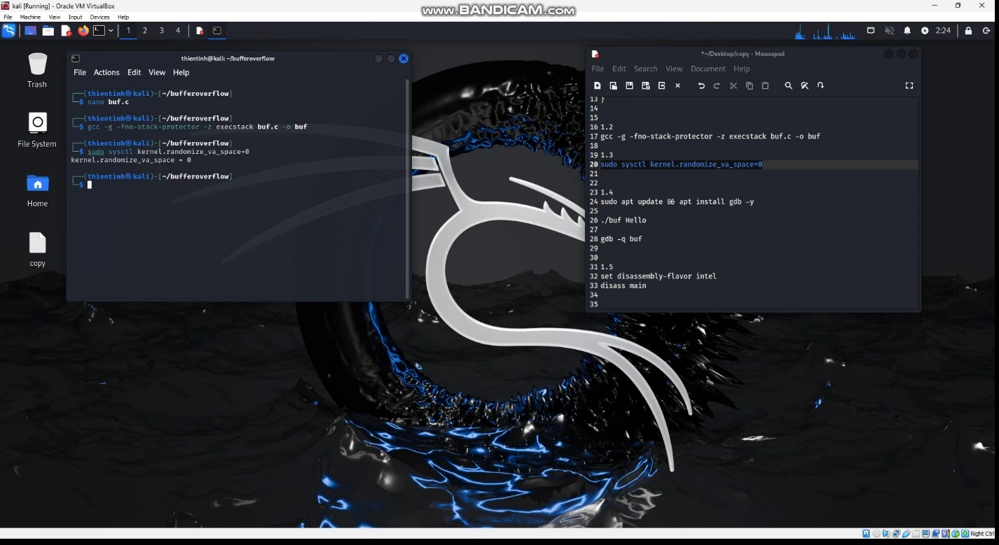 kali [Running] - Oracle VM VirtualBox
www.BANDICAM.com
File Machine View Input Devices Help
1 2 3 4
2:24
Trash
File System
Home
copy
thientinh@kali: ~/bufferoverflow
File Actions Edit View Help
┌──(thientinh㉿kali)-[~/bufferoverflow]
└─$ nano buf.c
┌──(thientinh㉿kali)-[~/bufferoverflow]
└─$ gcc -g -fno-stack-protector -z execstack buf.c -o buf
┌──(thientinh㉿kali)-[~/bufferoverflow]
└─$ sudo sysctl kernel.randomize_va_space=0
kernel.randomize_va_space = 0
┌──(thientinh㉿kali)-[~/bufferoverflow]
└─$
*~/Desktop/copy - Mousepad
File Edit Search View Document Help
13 }
14
15
16 1.2
17 gcc -g -fno-stack-protector -z execstack buf.c -o buf
18
19 1.3
20 sudo sysctl kernel.randomize_va_space=0
21
22
23 1.4
24 sudo apt update && apt install gdb -y
25
26 ./buf Hello
27
28 gdb -q buf
29
30
31 1.5
32 set disassembly-flavor intel
33 disass main
34
35
Right Ctrl